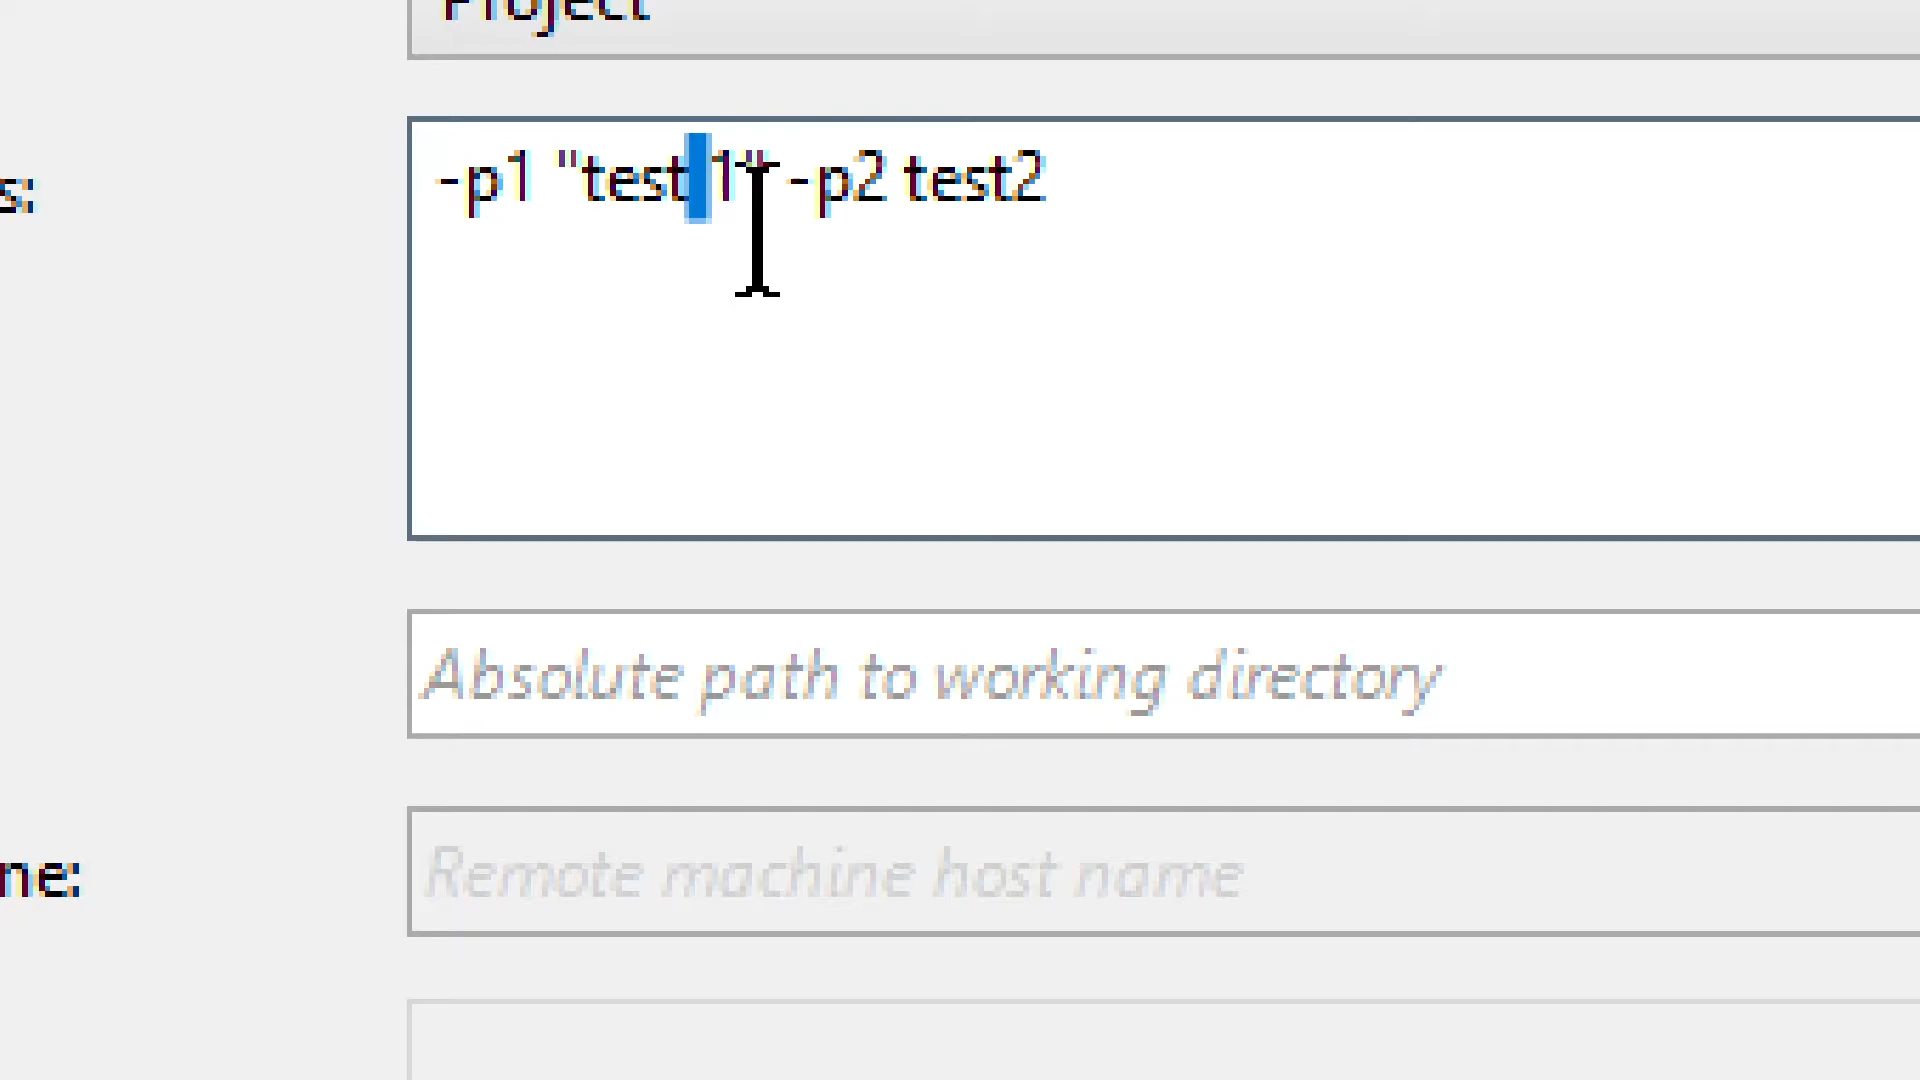 Project
s:
-p1 "test 1" -p2 test2
Absolute path to working directory
ne:
Remote machine host name